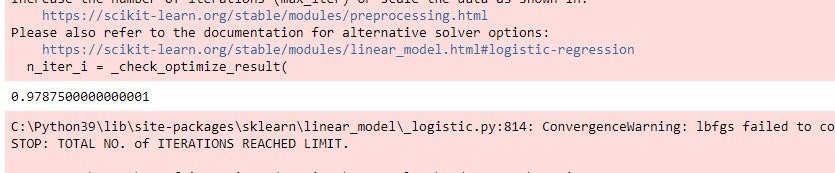 increase the number of iterations (max_iter) or scale the data as shown in:
https://scikit-learn.org/stable/modules/preprocessing.html
Please also refer to the documentation for alternative solver options:
https://scikit-learn.org/stable/modules/linear_model.html#logistic-regression
n_iter_i = _check_optimize_result(
0.9787500000000001
C:\Python39\lib\site-packages\sklearn\linear_model\_logistic.py:814: ConvergenceWarning: lbfgs failed to co
STOP: TOTAL NO. of ITERATIONS REACHED LIMIT.